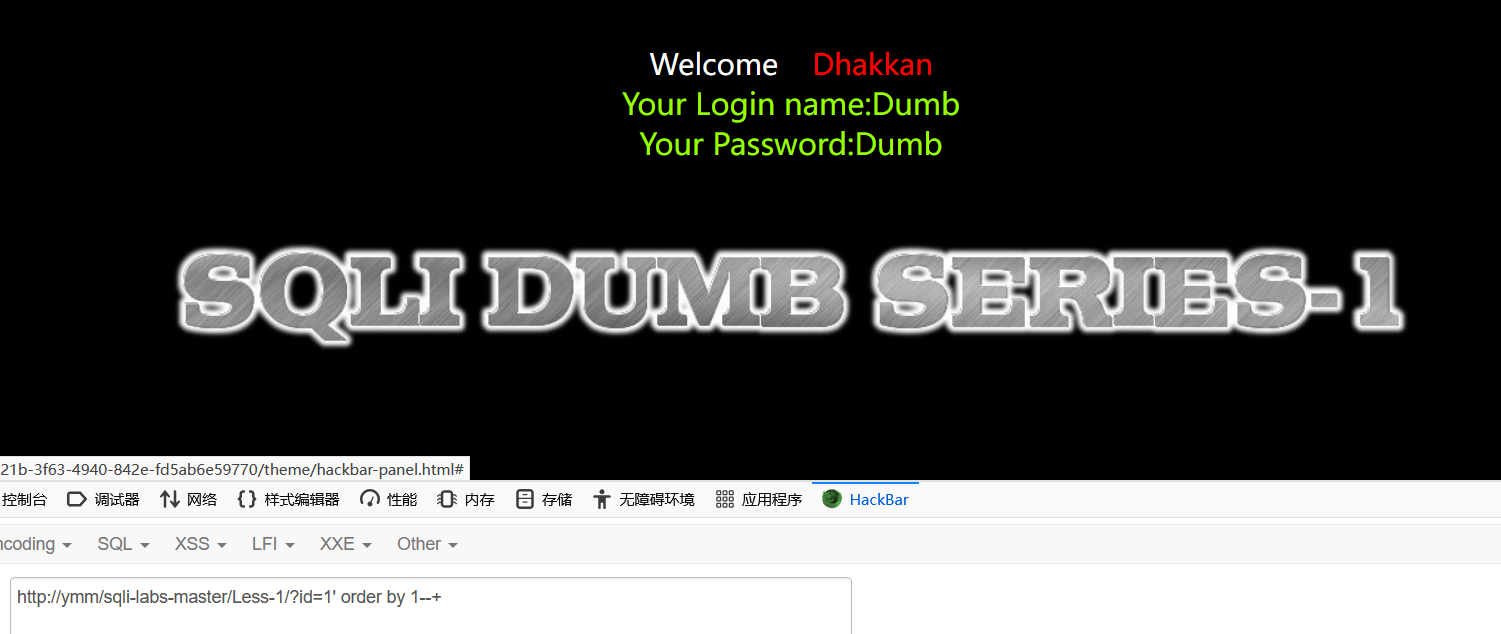 Welcome Dhakkan
Your Login name:Dumb
Your Password:Dumb
SQLI DUMB SERIES-1
21b-3f63-4940-842e-fd5ab6e59770/theme/hackbar-panel.html#
控制台 调试器 网络 样式编辑器 性能 内存 存储 无障碍环境 应用程序 HackBar
ncoding SQL XSS LFI XXE Other
http://ymm/sqli-labs-master/Less-1/?id=1' order by 1--+